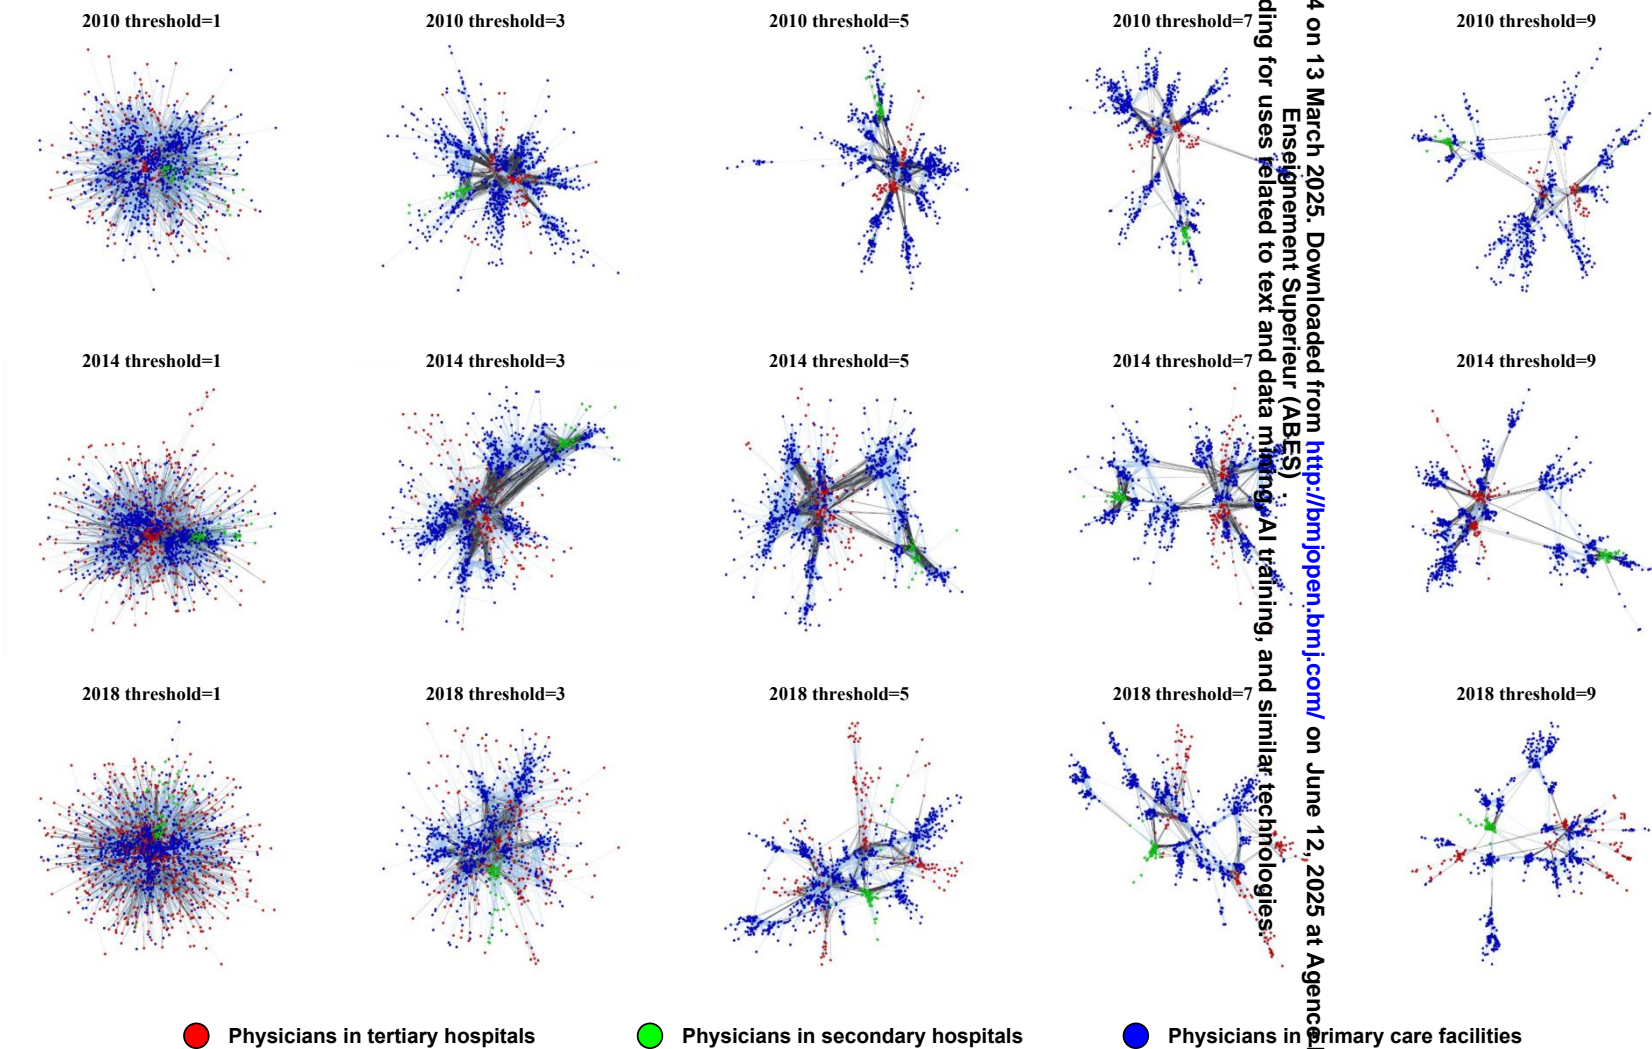 2010 threshold=1
2010 threshold=3
2010 threshold=5
2010 threshold=7
2010 threshold=9
2014 threshold=1
2014 threshold=3
2014 threshold=5
2014 threshold=7
2014 threshold=9
2018 threshold=1
2018 threshold=3
2018 threshold=5
2018 threshold=7
2018 threshold=9
Physicians in tertiary hospitals
Physicians in secondary hospitals
Physicians in primary care facilities
4 on 13 March 2025. Downloaded from http://bmjopen.bmj.com/ on June 12, 2025 at Agence
Enseignement Superieur (ABES) .
ding for uses related to text and data mining, AI training, and similar technologies.